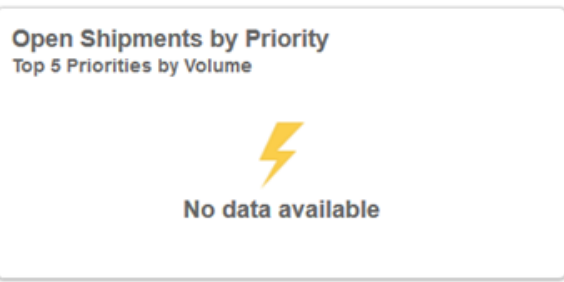 Open Shipments by Priority
Top 5 Priorities by Volume
No data available